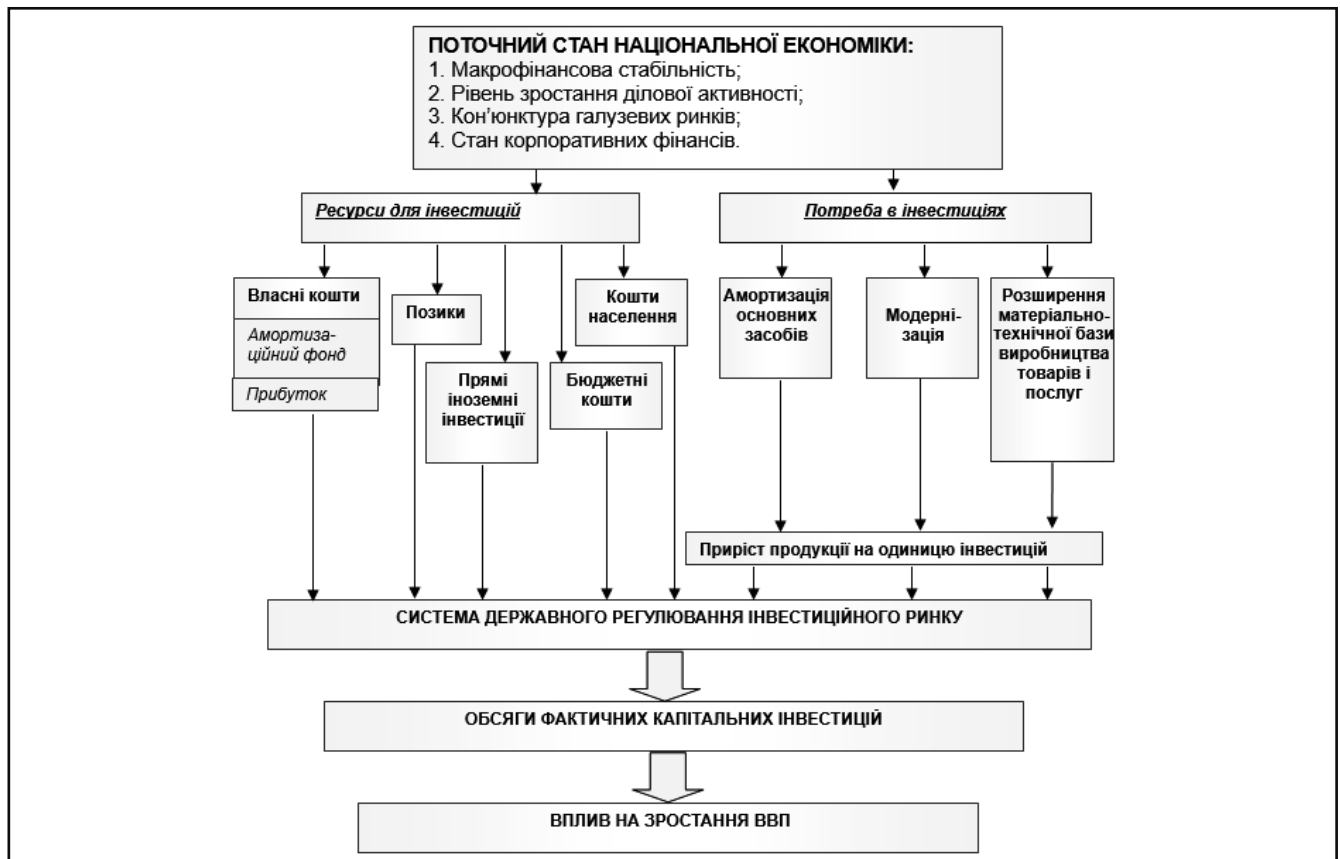 ПОТОЧНИЙ СТАН НАЦІОНАЛЬНОЇ ЕКОНОМІКИ:
1. Макрофінансова стабільність;
2. Рівень зростання ділової активності;
3. Кон’юнктура галузевих ринків;
4. Стан корпоративних фінансів.
Ресурси для інвестицій
Потреба в інвестиціях
Власні кошти
Амортиза-
ційний фонд
Прибуток
Позики
Прямі
іноземні
інвестиції
Бюджетні
кошти
Кошти
населення
Амортизація
основних
засобів
Модерні-
зація
Розширення
матеріально-
технічної бази
виробництва
товарів і
послуг
Приріст продукції на одиницю інвестицій
СИСТЕМА ДЕРЖАВНОГО РЕГУЛЮВАННЯ ІНВЕСТИЦІЙНОГО РИНКУ
ОБСЯГИ ФАКТИЧНИХ КАПІТАЛЬНИХ ІНВЕСТИЦІЙ
ВПЛИВ НА ЗРОСТАННЯ ВВП